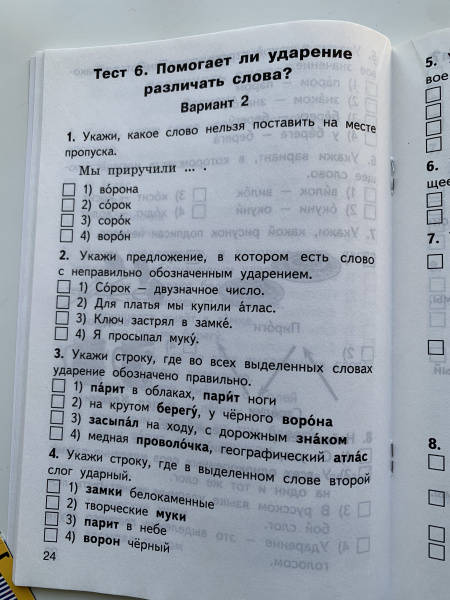 Тест 6. Помогает ли ударение
различать слова?
Вариант 2
1. Укажи, какое слово нельзя поставить на месте
пропуска.
Мы приручили ... .
1) во́рона
2) со́рок
3) соро́к
4) воро́н
2. Укажи предложение, в котором есть слово
с неправильно обозначенным ударением.
1) Со́рок — двузначное число.
2) Для платья мы купили а́тлас.
3) Ключ застрял в замке́.
4) Я просыпал муку́.
3. Укажи строку, где во всех выделенных словах
ударение обозначено правильно.
1) па́рит в облаках, пари́т ноги
2) на крутом берегу́, у чёрного воро́на
3) засыпа́л на ходу, с дорожным зна́ком
4) медная проволо́чка, географический атла́с
4. Укажи строку, где в выделенном слове второй
слог ударный.
1) замки белокаменные
2) творческие муки
3) парит в небе
4) ворон чёрный
24
5.
вое
6.
щее
7.
8.